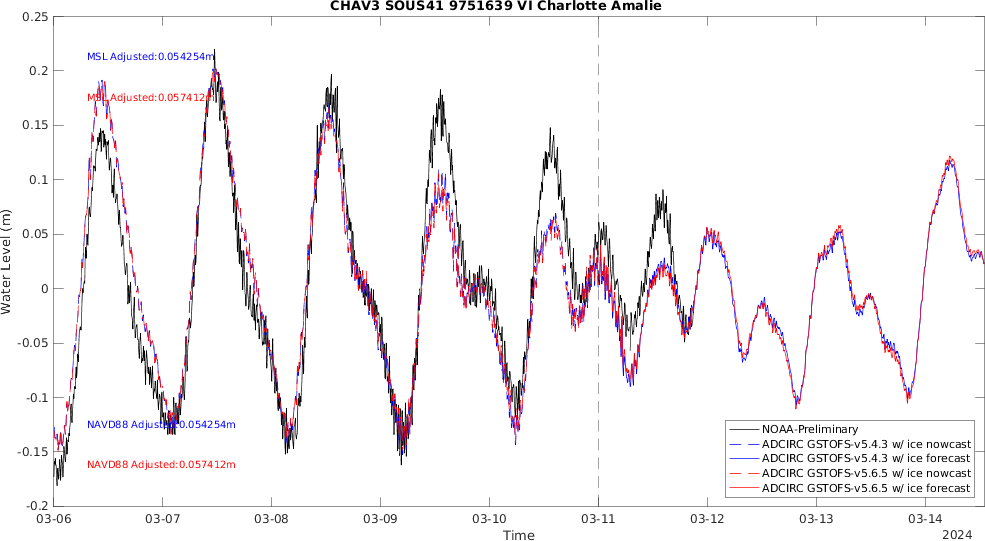 CHAV3 SOUS41 9751639 VI Charlotte Amalie
0.25
0.2
0.15
0.1
0.05
0
-0.05
-0.1
-0.15
-0.2
Water Level (m)
MSL Adjusted:0.054254m
MSL Adjusted:0.057412m
NAVD88 Adjusted:0.054254m
NAVD88 Adjusted:0.057412m
NOAA-Preliminary
ADCIRC GSTOFS-v5.4.3 w/ ice nowcast
ADCIRC GSTOFS-v5.4.3 w/ ice forecast
ADCIRC GSTOFS-v5.6.5 w/ ice nowcast
ADCIRC GSTOFS-v5.6.5 w/ ice forecast
03-06 03-07 03-08 03-09 03-10 03-11 03-12 03-13 03-14
Time
2024